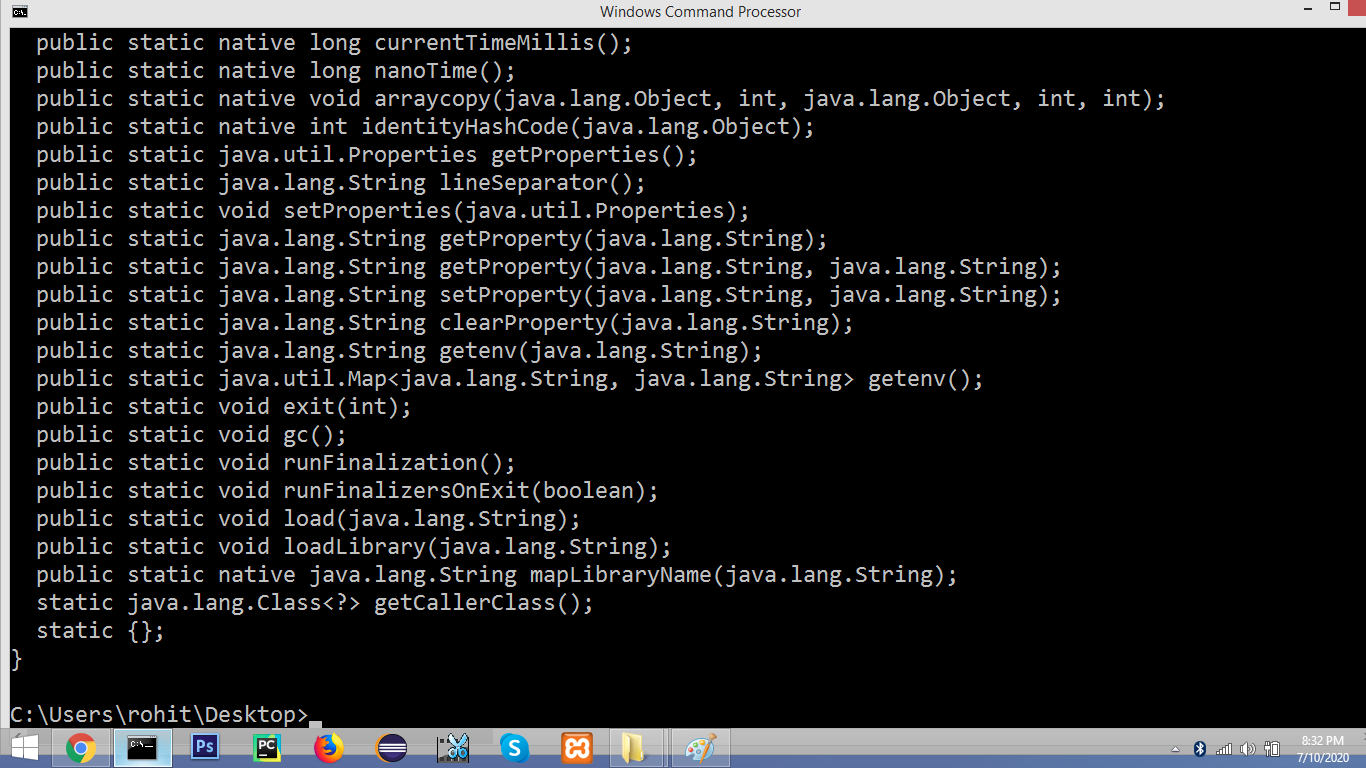 Windows Command Processor
public static native long currentTimeMillis();
public static native long nanoTime();
public static native void arraycopy(java.lang.Object, int, java.lang.Object, int, int);
public static native int identityHashCode(java.lang.Object);
public static java.util.Properties getProperties();
public static java.lang.String lineSeparator();
public static void setProperties(java.util.Properties);
public static java.lang.String getProperty(java.lang.String);
public static java.lang.String getProperty(java.lang.String, java.lang.String);
public static java.lang.String setProperty(java.lang.String, java.lang.String);
public static java.lang.String clearProperty(java.lang.String);
public static java.lang.String getenv(java.lang.String);
public static java.util.Map<java.lang.String, java.lang.String> getenv();
public static void exit(int);
public static void gc();
public static void runFinalization();
public static void runFinalizersOnExit(boolean);
public static void load(java.lang.String);
public static void loadLibrary(java.lang.String);
public static native java.lang.String mapLibraryName(java.lang.String);
static java.lang.Class<?> getCallerClass();
static {};
}
C:\Users\rohit\Desktop>
C:\
Ps
PC
S
8:32 PM
7/10/2020